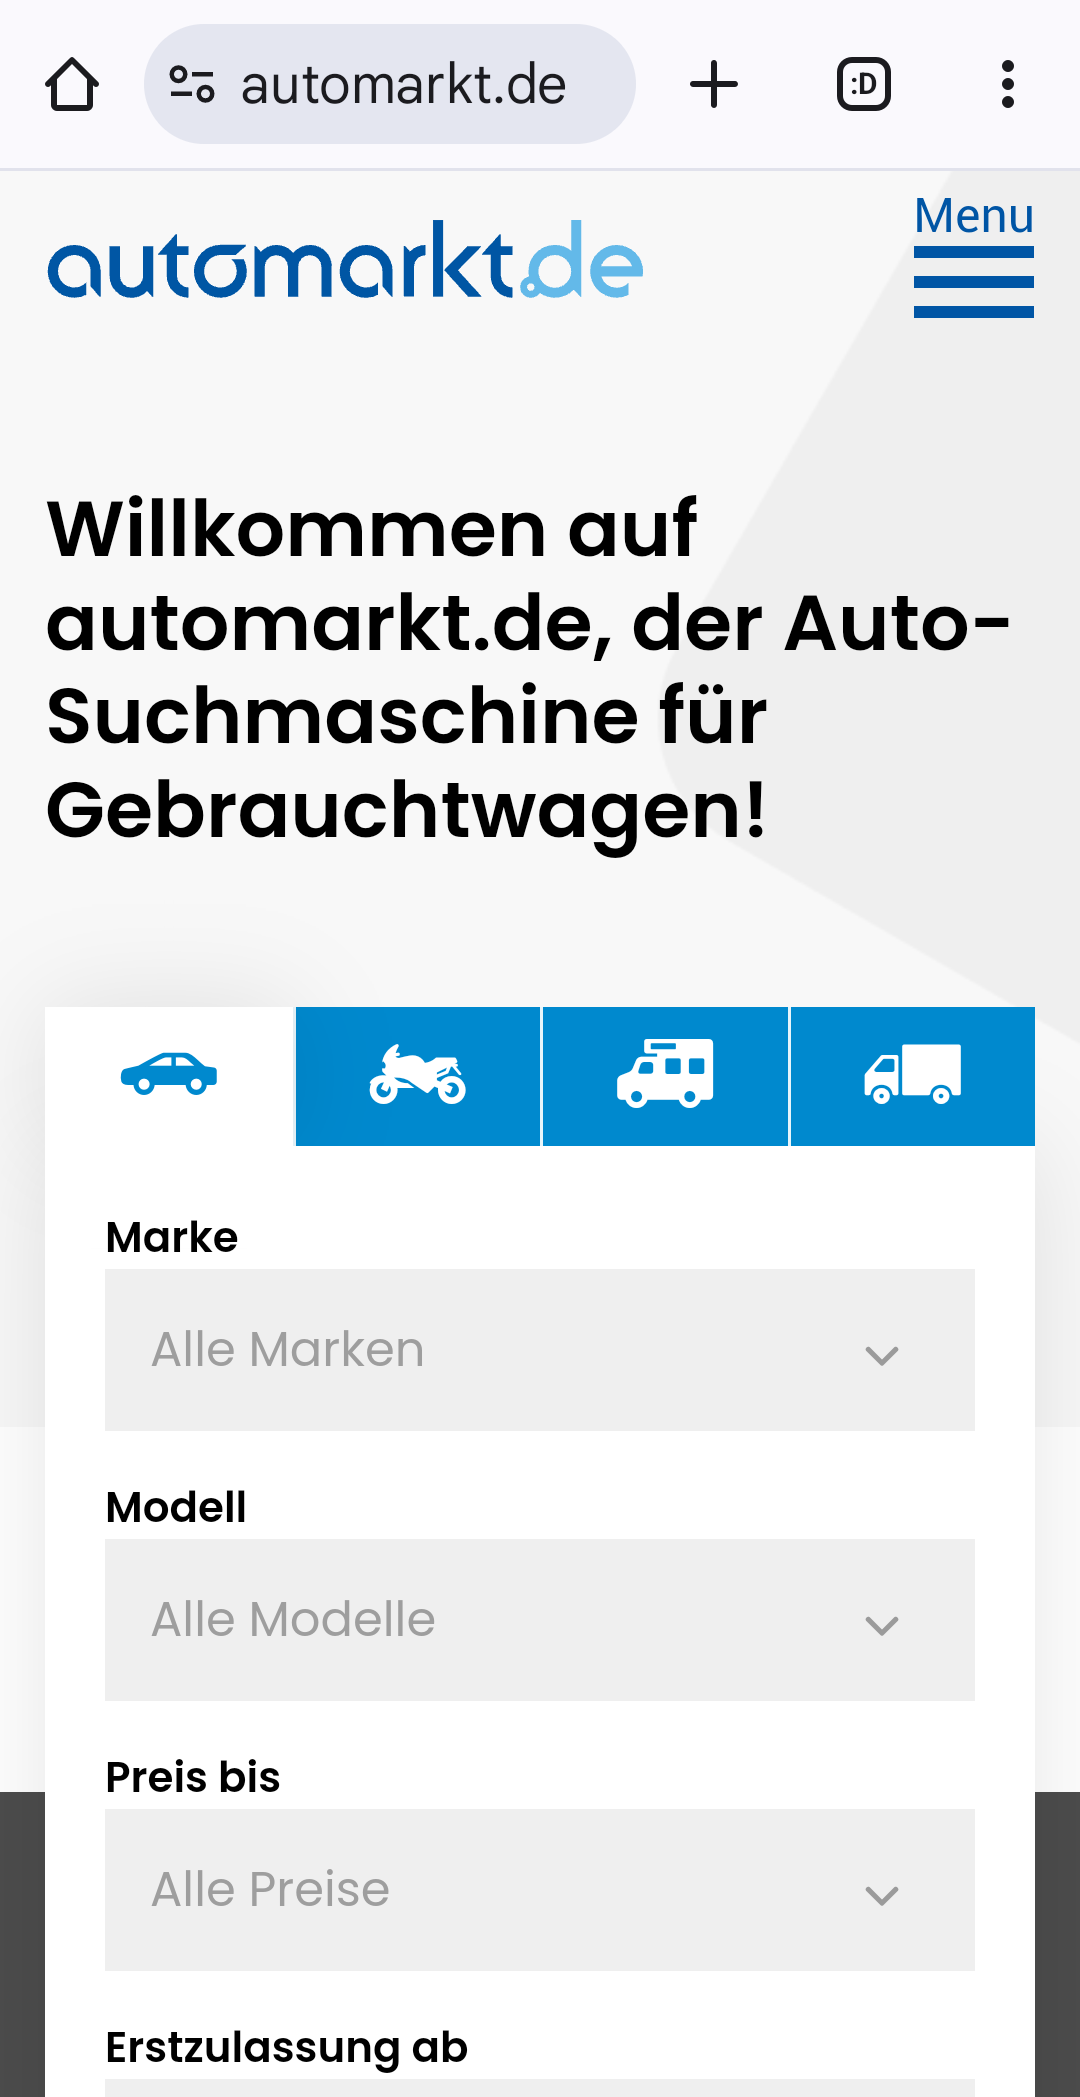 automarkt.de
:D
automarkt.de
Menu
Willkommen auf
automarkt.de, der Auto-
Suchmaschine für
Gebrauchtwagen!
Marke
Alle Marken
Modell
Alle Modelle
Preis bis
Alle Preise
Erstzulassung ab